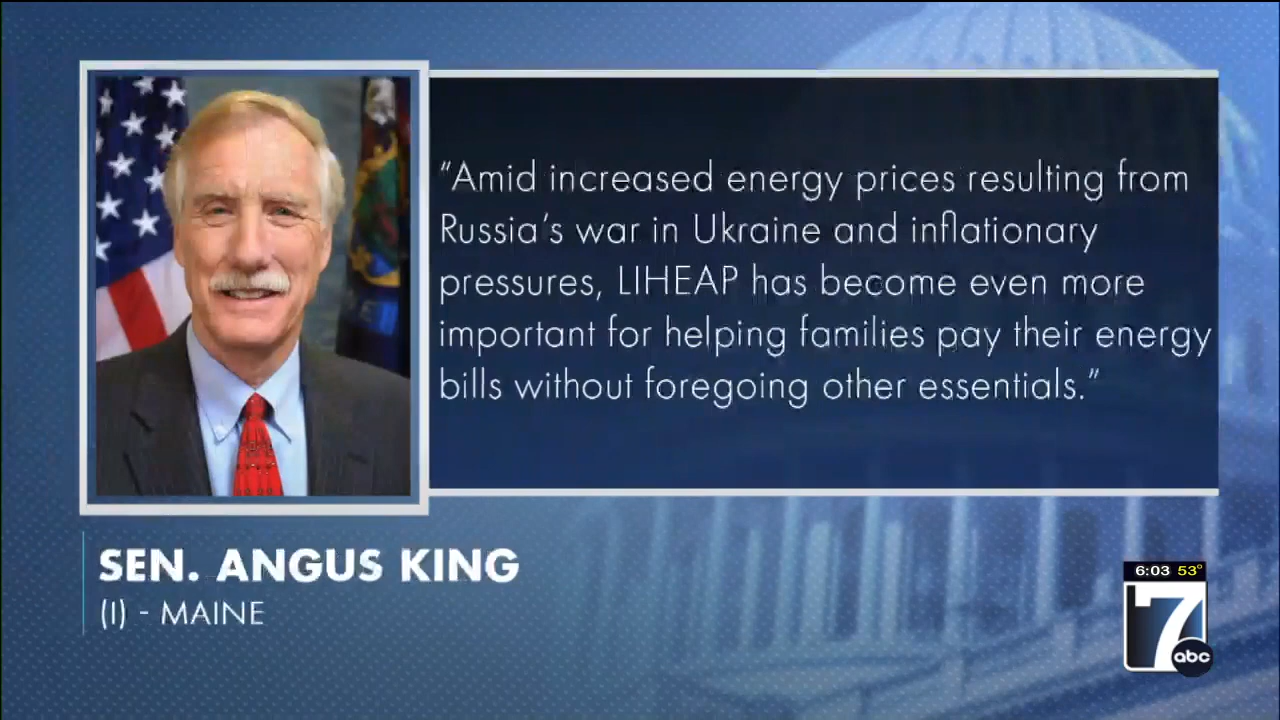 “Amid increased energy prices resulting from
Russia’s war in Ukraine and inflationary
pressures, LIHEAP has become even more
important for helping families pay their energy
bills without foregoing other essentials.”
SEN. ANGUS KING
(I) - MAINE
6:03 53°
7
abc